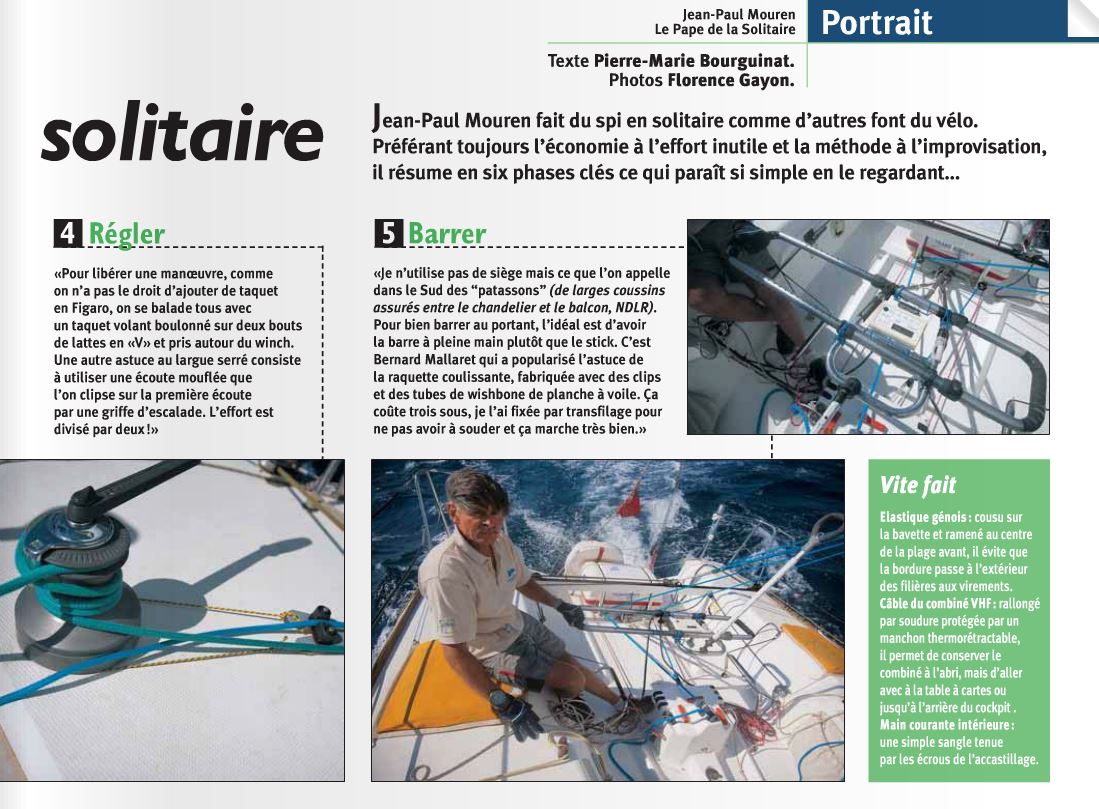 Jean-Paul Mouren
Le Pape de la Solitaire
Portrait
Texte Pierre-Marie Bourguinat.
Photos Florence Gayon.
solitaire
Jean-Paul Mouren fait du spi en solitaire comme d'autres font du vélo.
Préférant toujours l'économie à l'effort inutile et la méthode à l'improvisation,
il résume en six phases clés ce qui paraît si simple en le regardant...
4 Régler
«Pour libérer une manœuvre, comme
on n'a pas le droit d'ajouter de taquet
en Figaro, on se balade tous avec
un taquet volant boulonné sur deux bouts
de lattes en «V» et pris autour du winch.
Une autre astuce au largue serré consiste
à utiliser une écoute mouflée que
l'on clipse sur la première écoute
par une griffe d'escalade. L'effort est
divisé par deux !»
5 Barrer
«Je n'utilise pas de siège mais ce que l'on appelle
dans le Sud des “patassons” (de larges coussins
assurés entre le chandelier et le balcon, NDLR).
Pour bien barrer au portant, l'idéal est d'avoir
la barre à pleine main plutôt que le stick. C'est
Bernard Mallaret qui a popularisé l'astuce de
la raquette coulissante, fabriquée avec des clips
et des tubes de wishbone de planche à voile. Ça
coûte trois sous, je l'ai fixée par transfilage pour
ne pas avoir à souder et ça marche très bien.»
Vite fait
Elastique génois : cousu sur
la bavette et ramené au centre
de la plage avant, il évite que
la bordure passe à l'extérieur
des filières aux virements.
Câble du combiné VHF : rallongé
par soudure protégée par un
manchon thermorétractable,
il permet de conserver le
combiné à l'abri, mais d'aller
avec à la table à cartes ou
jusqu'à l'arrière du cockpit .
Main courante intérieure :
une simple sangle tenue
par les écrous de l'accastillage.